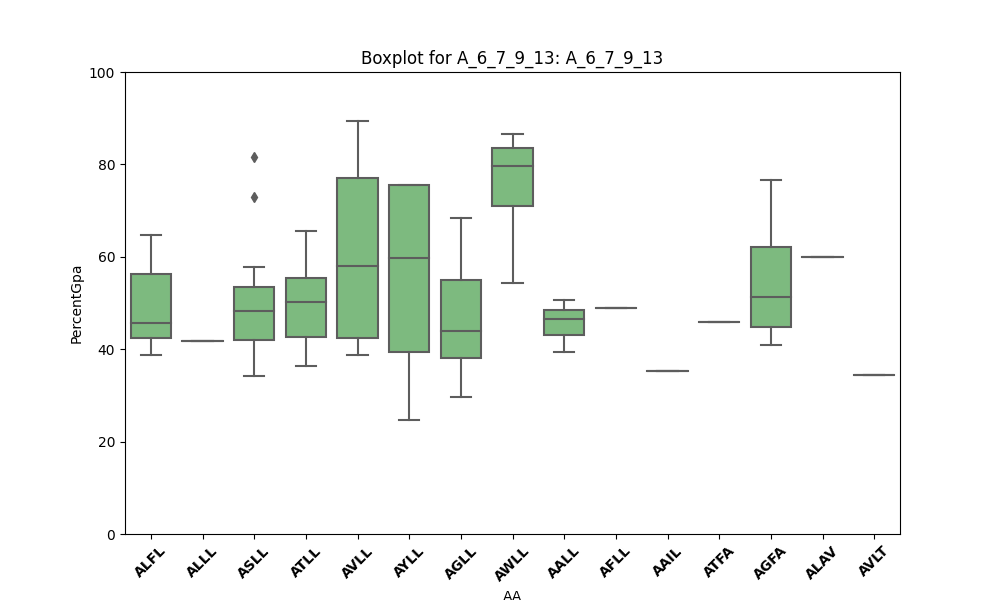 Boxplot for A_6_7_9_13: A_6_7_9_13
PercentGpa
100
80
60
40
20
0
ALFL ALLL ASLL ATLL AVLL AYLL AGLL AWLL AALL AFLL AAIL ATFA AGFA ALAV AVLT
AA